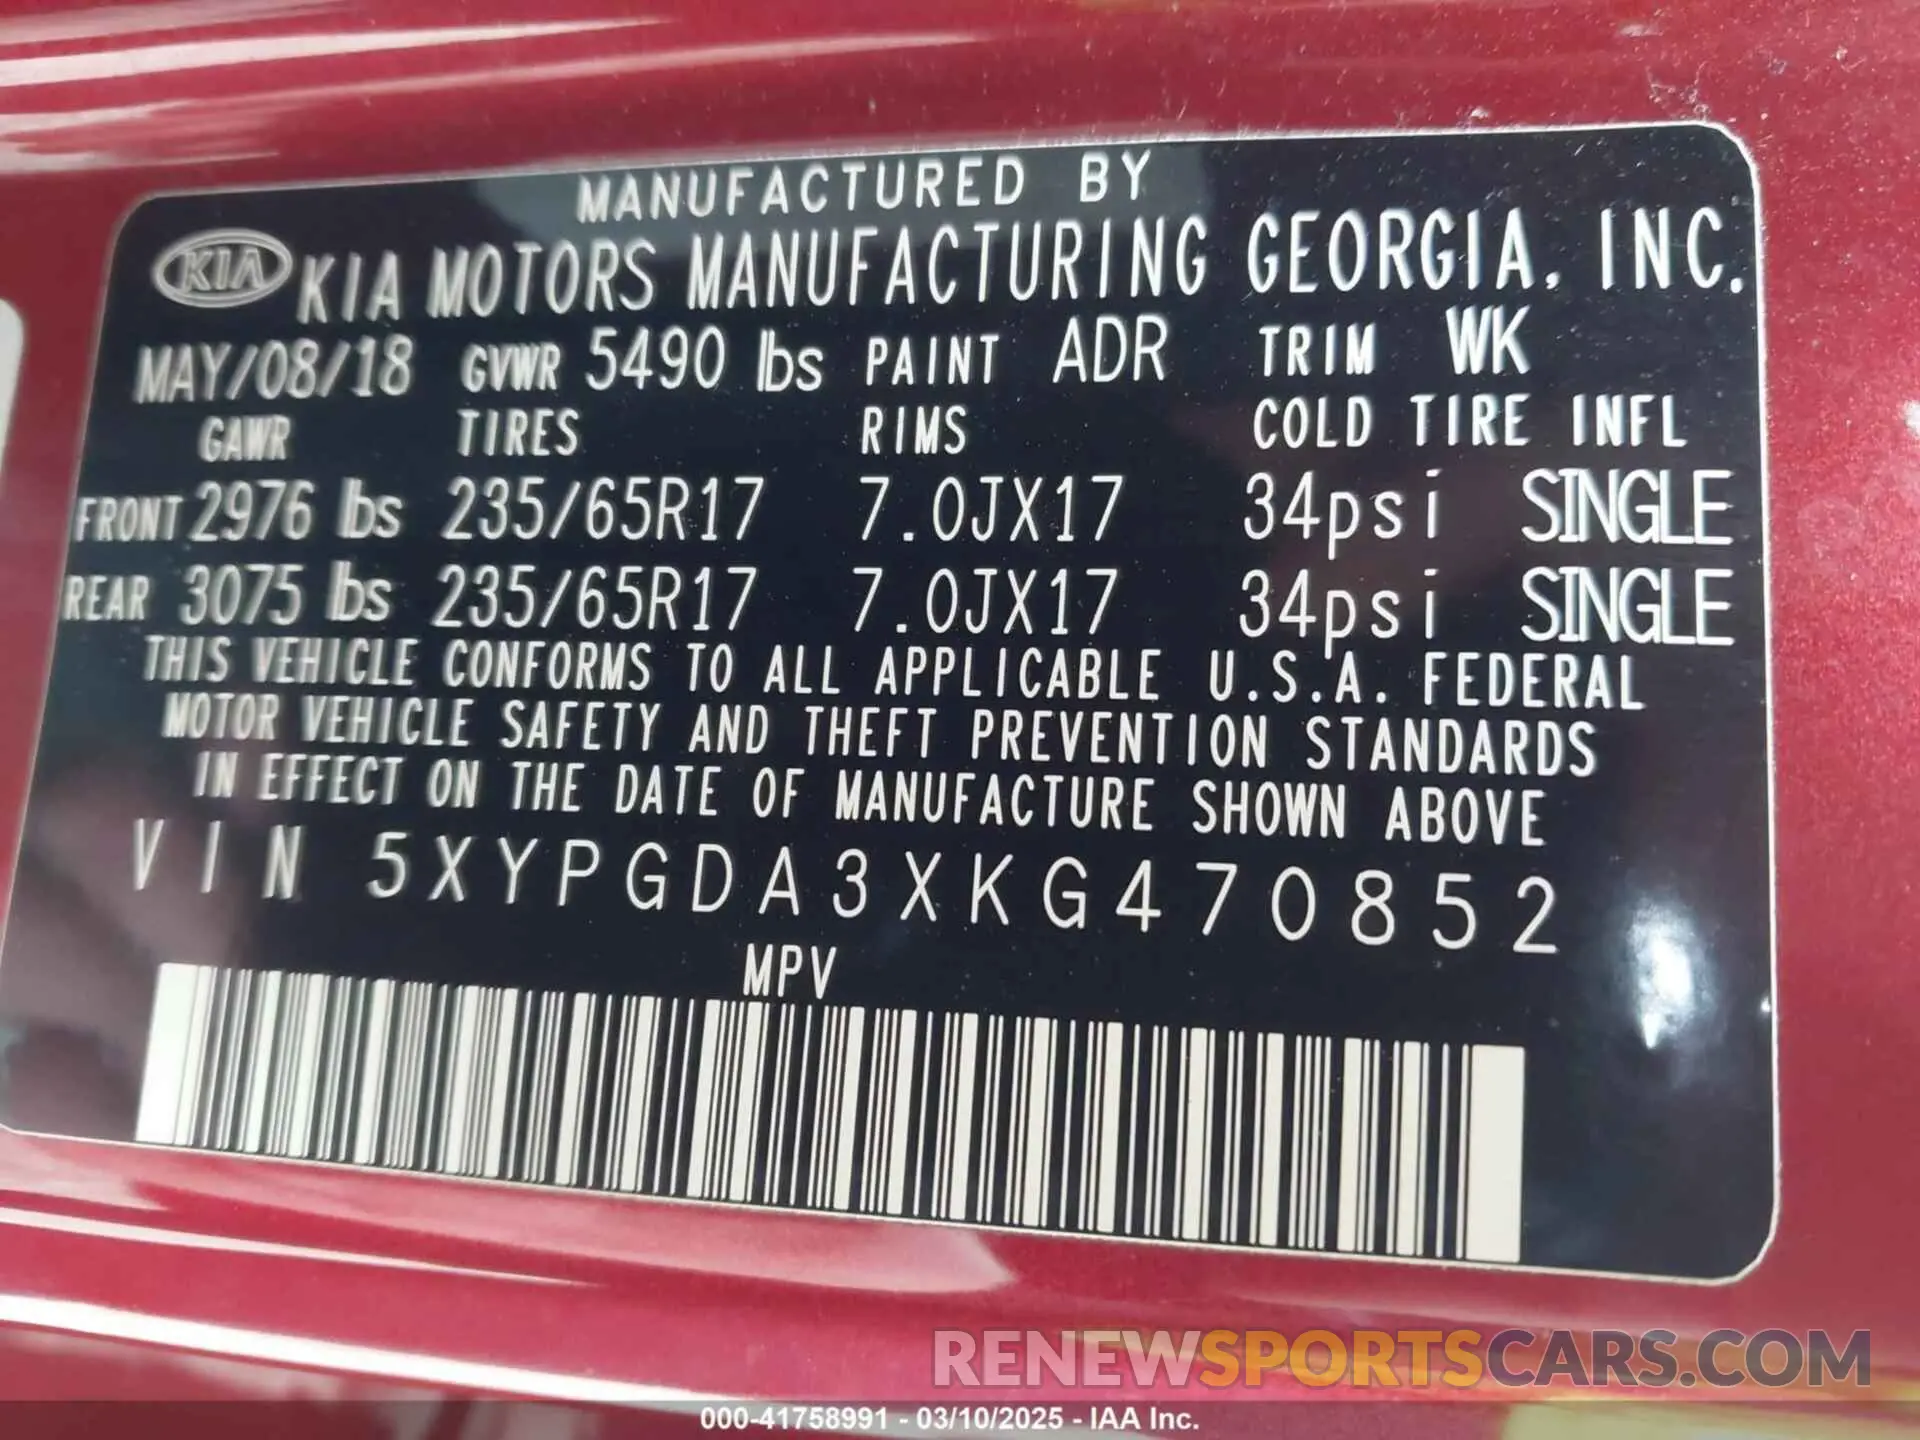 MANUFACTURED BY
KIA KIA MOTORS MANUFACTURING GEORGIA, INC.
MAY/08/18 GVWR 5490 lbs PAINT ADR TRIM WK
GAWR TIRES RIMS COLD TIRE INFL
FRONT 2976 lbs 235/65R17 7.0JX17 34psi SINGLE
REAR 3075 lbs 235/65R17 7.0JX17 34psi SINGLE
THIS VEHICLE CONFORMS TO ALL APPLICABLE U.S.A. FEDERAL
MOTOR VEHICLE SAFETY AND THEFT PREVENTION STANDARDS
IN EFFECT ON THE DATE OF MANUFACTURE SHOWN ABOVE
VIN 5XYPGDA3XKG470852
MPV
RENEWSPORTSCARS.COM
000-41758991 - 03/10/2025 - IAA Inc.